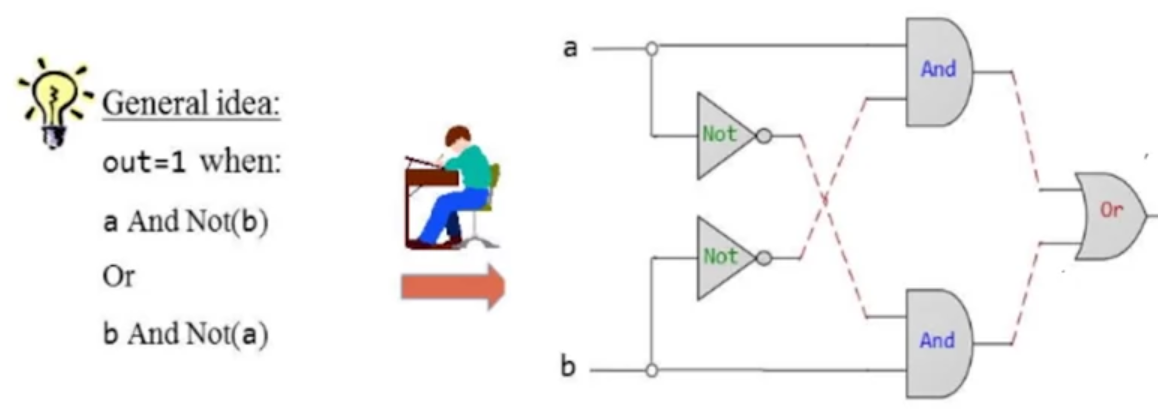 General idea:
out=1 when:
a And Not(b)
Or
b And Not(a)
a
And
Not
Or
Not
And
b